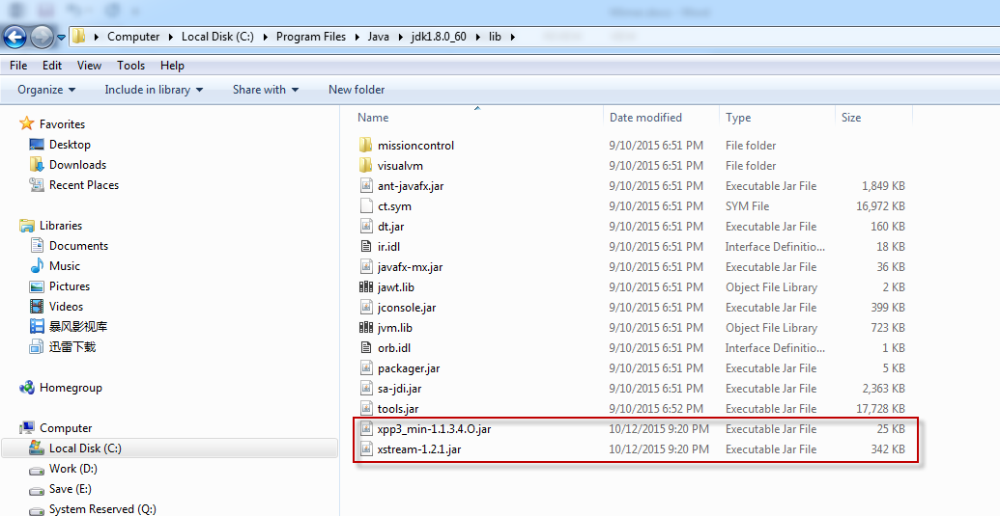 Computer Local Disk (C:) Program Files Java jdk1.8.0_60 lib
File Edit View Tools Help
Organize Include in library Share with New folder
Name Date modified Type Size
Favorites
Desktop
Downloads
Recent Places
Libraries
Documents
Music
Pictures
Videos
暴风影视库
迅雷下载
Homegroup
Computer
Local Disk (C:)
Work (D:)
Save (E:)
System Reserved (Q:)
missioncontrol 9/10/2015 6:51 PM File folder
visualvm 9/10/2015 6:51 PM File folder
ant-javafx.jar 9/10/2015 6:51 PM Executable Jar File 1,849 KB
ct.sym 9/10/2015 6:51 PM SYM File 16,972 KB
dt.jar 9/10/2015 6:51 PM Executable Jar File 160 KB
ir.idl 9/10/2015 6:51 PM Interface Definitio... 18 KB
javafx-mx.jar 9/10/2015 6:51 PM Executable Jar File 36 KB
jawt.lib 9/10/2015 6:51 PM Object File Library 2 KB
jconsole.jar 9/10/2015 6:51 PM Executable Jar File 399 KB
jvm.lib 9/10/2015 6:51 PM Object File Library 723 KB
orb.idl 9/10/2015 6:51 PM Interface Definitio... 1 KB
packager.jar 9/10/2015 6:51 PM Executable Jar File 5 KB
sa-jdi.jar 9/10/2015 6:51 PM Executable Jar File 2,363 KB
tools.jar 9/10/2015 6:52 PM Executable Jar File 17,728 KB
xpp3_min-1.1.3.4.O.jar 10/12/2015 9:20 PM Executable Jar File 25 KB
xstream-1.2.1.jar 10/12/2015 9:20 PM Executable Jar File 342 KB